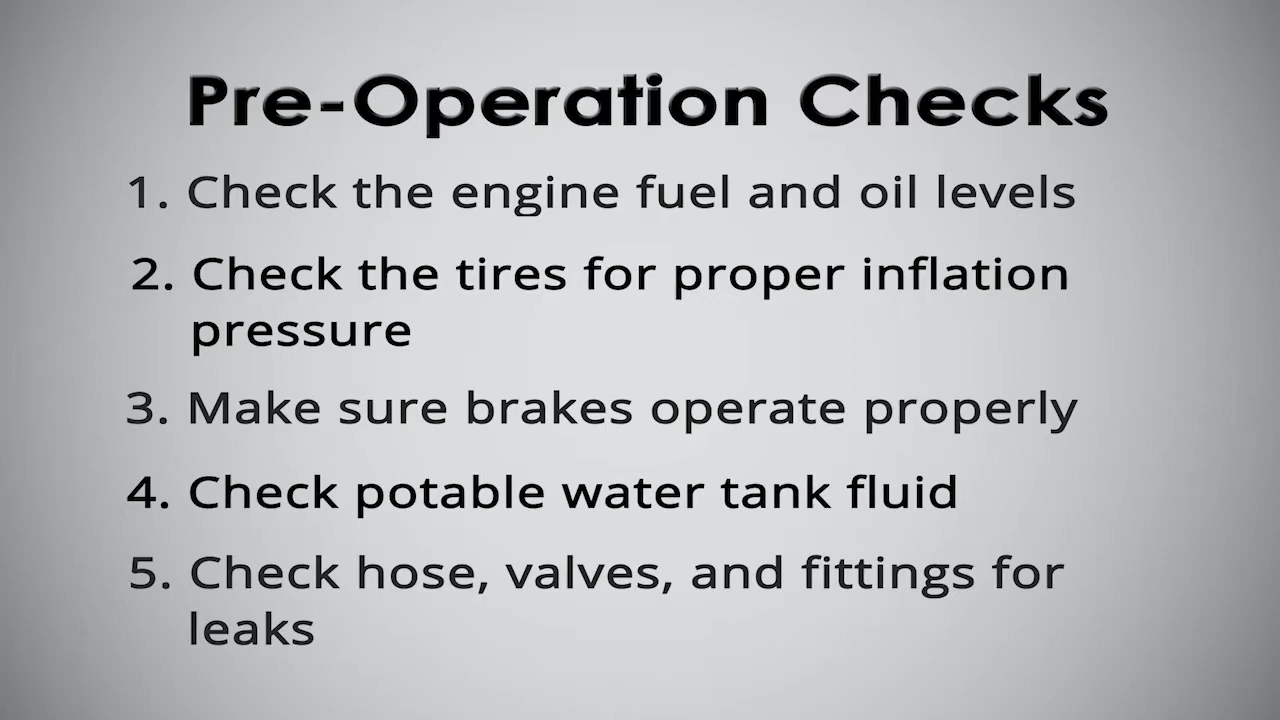 Pre-Operation Checks
1. Check the engine fuel and oil levels
2. Check the tires for proper inflation
pressure
3. Make sure brakes operate properly
4. Check potable water tank fluid
5. Check hose, valves, and fittings for
leaks